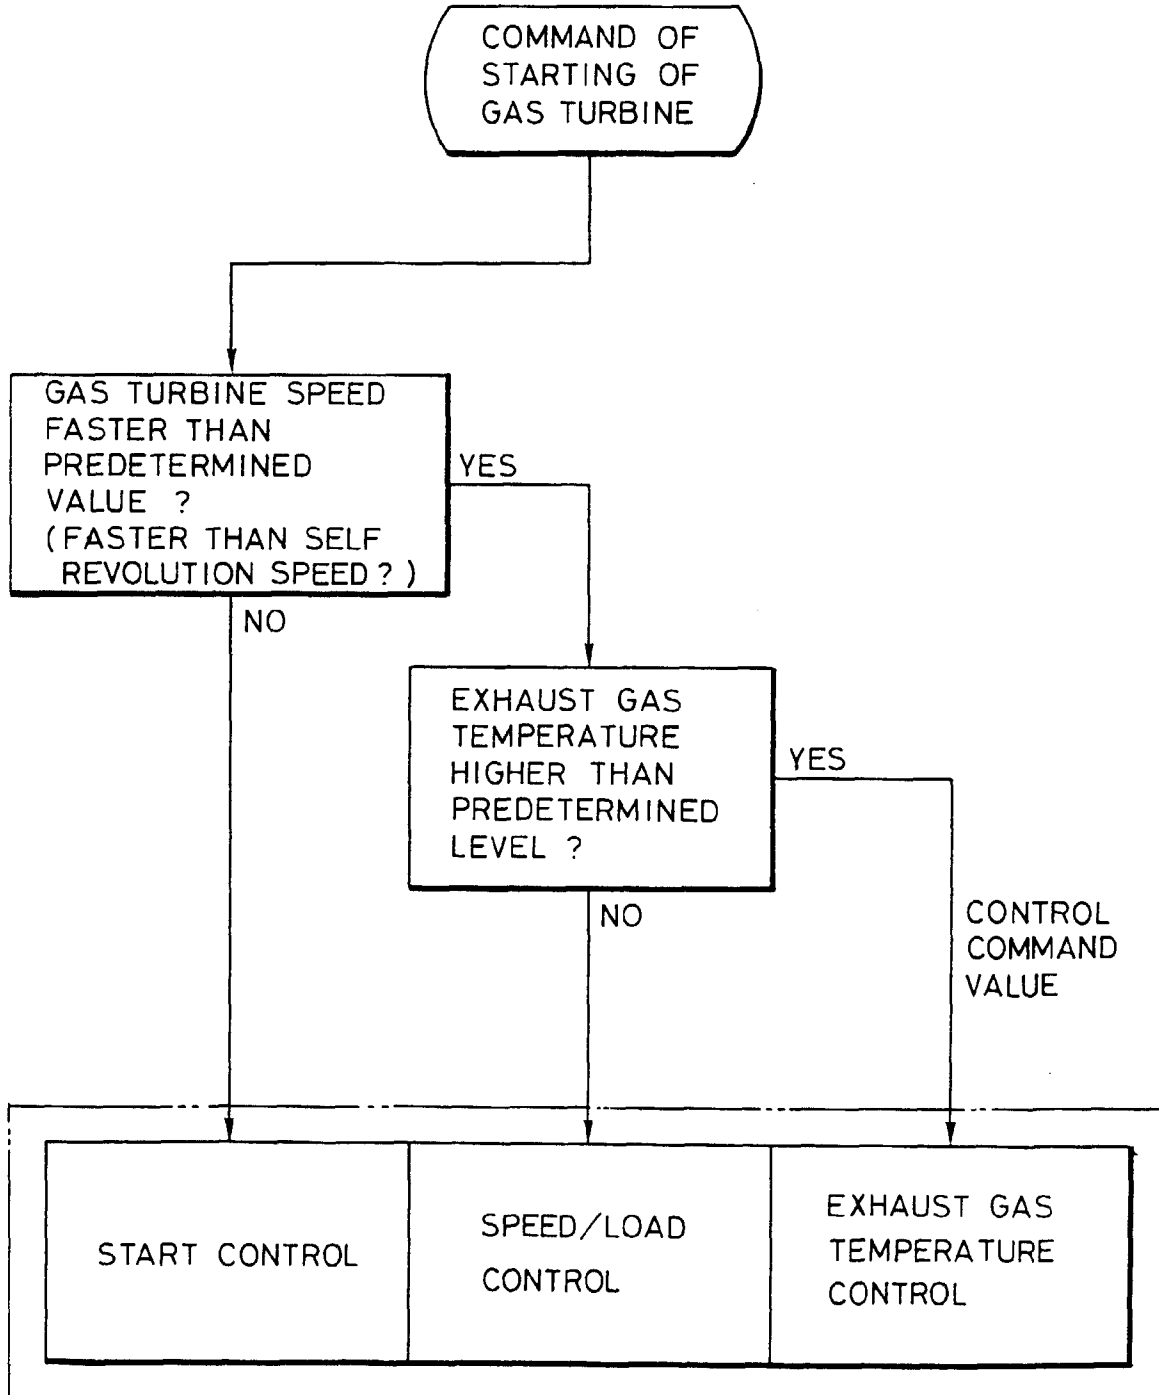 COMMAND OF
STARTING OF
GAS TURBINE
GAS TURBINE SPEED
FASTER THAN
PREDETERMINED
VALUE ?
(FASTER THAN SELF
REVOLUTION SPEED?)
YES
NO
EXHAUST GAS
TEMPERATURE
HIGHER THAN
PREDETERMINED
LEVEL ?
YES
NO
CONTROL
COMMAND
VALUE
START CONTROL
SPEED/LOAD
CONTROL
EXHAUST GAS
TEMPERATURE
CONTROL